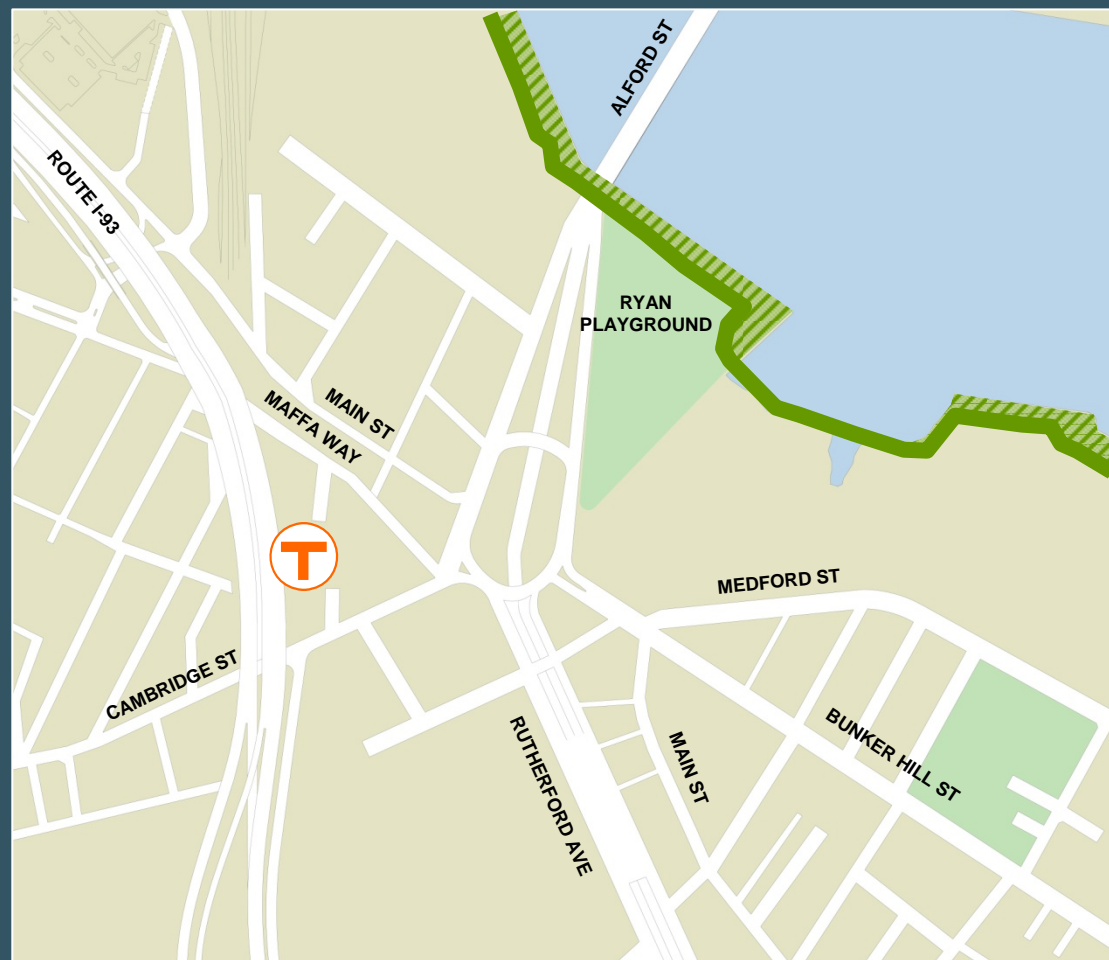 ALFORD ST
ROUTE I-93
RYAN
PLAYGROUND
MAIN ST
MAFFA WAY
T
MEDFORD ST
CAMBRIDGE ST
RUTHERFORD AVE
MAIN ST
BUNKER HILL ST